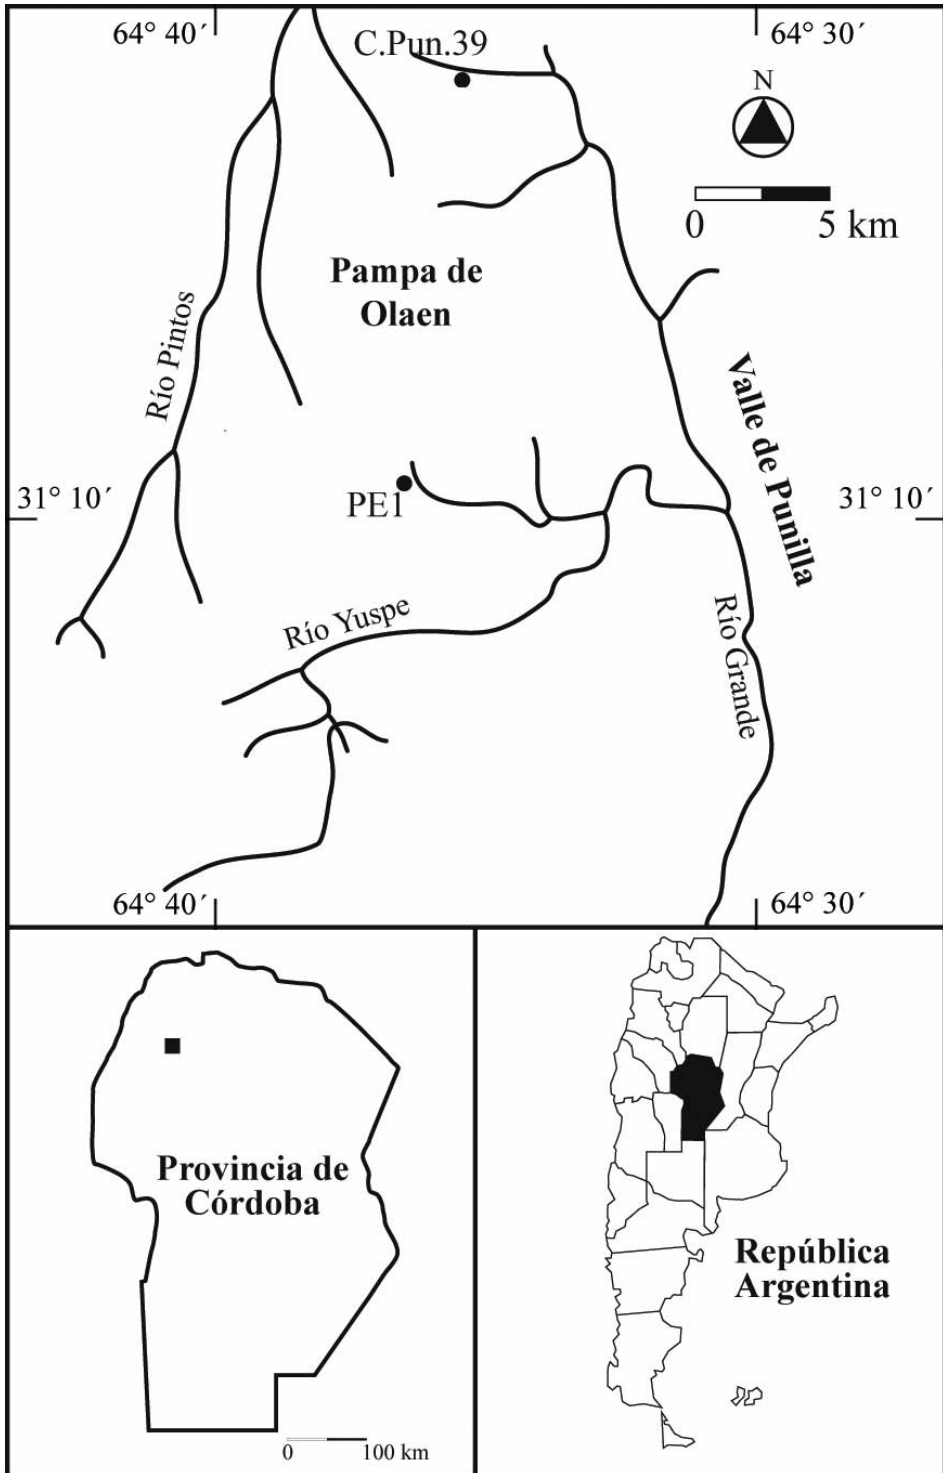 64° 40´
C.Pun.39
64° 30´
N
0 5 km
Pampa de
Olaen
Río Pintos
Valle de Punilla
31° 10´
PE1
31° 10´
Río Yuspe
Río Grande
64° 40´
64° 30´
Provincia de
Córdoba
0 100 km
República
Argentina